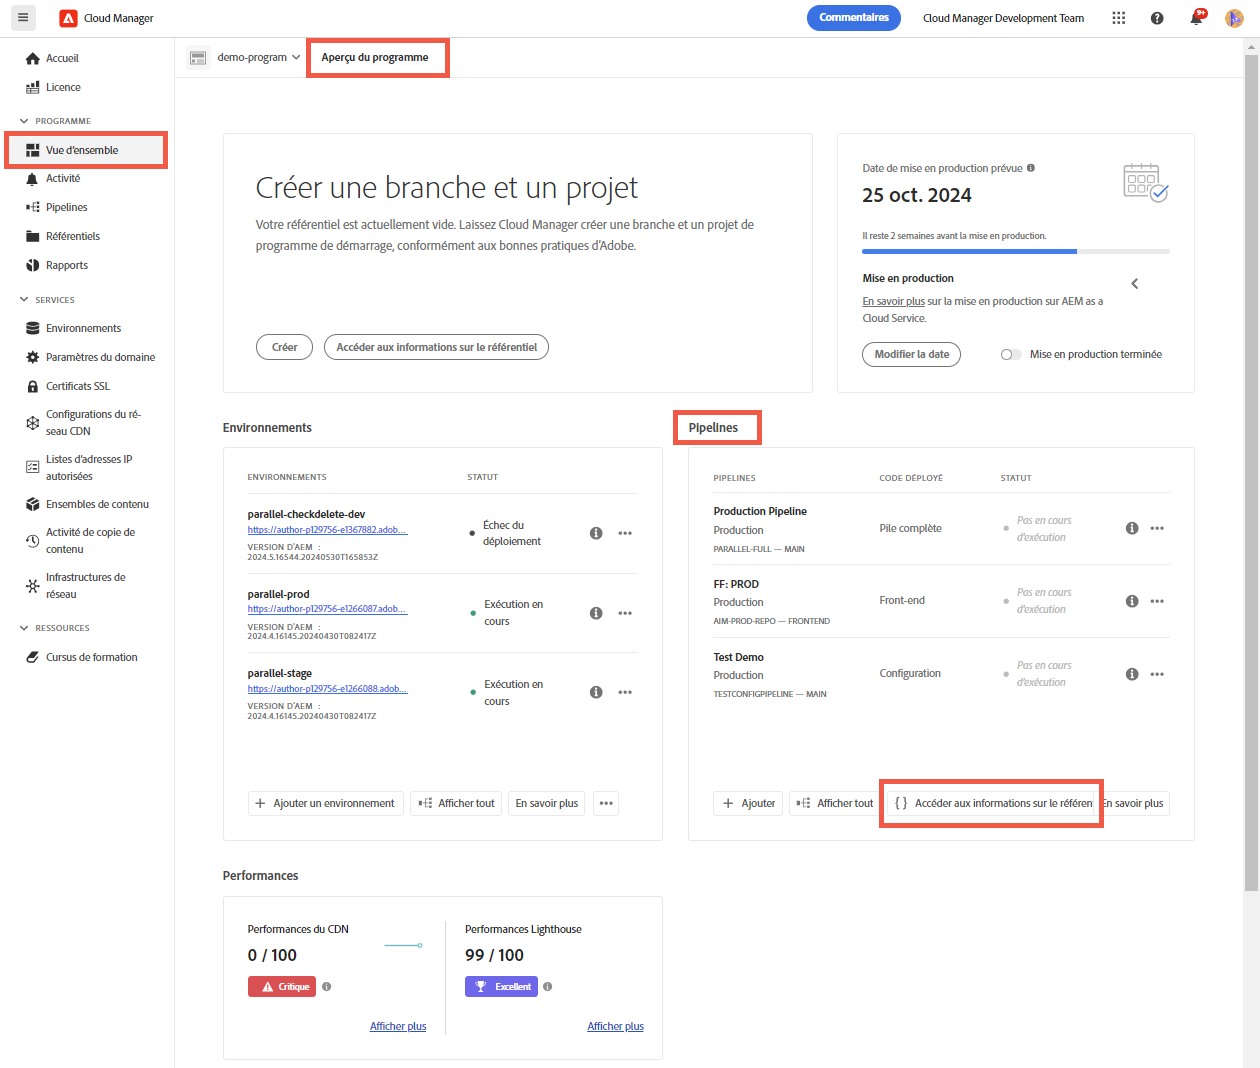 Cloud Manager
Commentaires
Cloud Manager Development Team
9+
Accueil
Licence
PROGRAMME
Vue d'ensemble
Activité
Pipelines
Référentiels
Rapports
SERVICES
Environnements
Paramètres du domaine
Certificats SSL
Configurations du ré-
seau CDN
Listes d'adresses IP
autorisées
Ensembles de contenu
Activité de copie de
contenu
Infrastructures de
réseau
RESSOURCES
Cursus de formation
demo-program
Aperçu du programme
Créer une branche et un projet
Votre référentiel est actuellement vide. Laissez Cloud Manager créer une branche et un projet de
programme de démarrage, conformément aux bonnes pratiques d'Adobe.
Créer
Accéder aux informations sur le référentiel
Date de mise en production prévue
25 oct. 2024
Il reste 2 semaines avant la mise en production.
Mise en production
En savoir plus sur la mise en production sur AEM as a
Cloud Service.
Modifier la date
Mise en production terminée
Environnements
ENVIRONNEMENTS STATUT
parallel-checkdelete-dev
https://author-p129756-e1367882.adob...
VERSION D'AEM :
2024.5.16544.20240530T165853Z
Échec du
déploiement
parallel-prod
https://author-p129756-e1266087.adob...
VERSION D'AEM :
2024.4.16145.20240430T082417Z
Exécution en
cours
parallel-stage
https://author-p129756-e1266088.adob...
VERSION D'AEM :
2024.4.16145.20240430T082417Z
Exécution en
cours
Ajouter un environnement
Afficher tout
En savoir plus
Pipelines
PIPELINES CODE DÉPLOYÉ STATUT
Production Pipeline
Production
PARALLEL-FULL — MAIN
Pile complète
Pas en cours
d'exécution
FF: PROD
Production
AIM-PROD-REPO — FRONTEND
Front-end
Pas en cours
d'exécution
Test Demo
Production
TESTCONFIGPIPELINE — MAIN
Configuration
Pas en cours
d'exécution
Ajouter
Afficher tout
{ } Accéder aux informations sur le référen
En savoir plus
Performances
Performances du CDN
0 / 100
Critique
Afficher plus
Performances Lighthouse
99 / 100
Excellent
Afficher plus